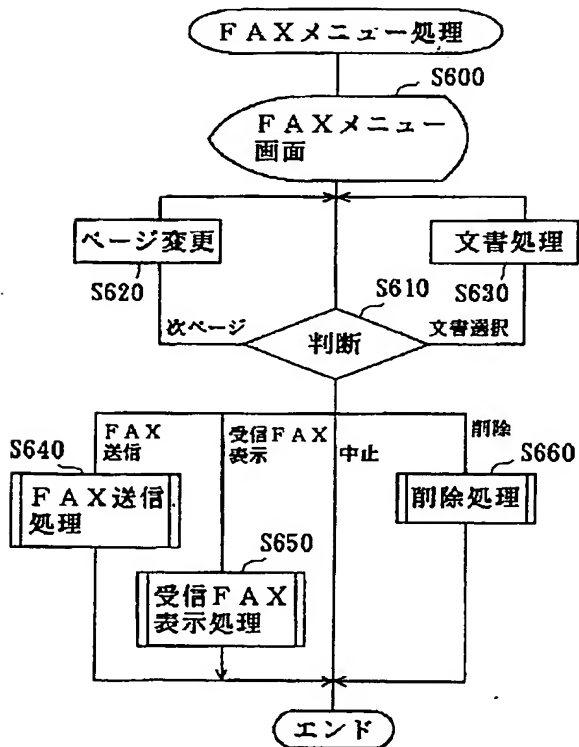 ＦＡＸメニュー処理
S600
ＦＡＸメニュー
画面
ページ変更
文書処理
S620
S610
S630
次ページ
判断
文書選択
ＦＡＸ
送信
受信ＦＡＸ
表示
中止
削除
S640
S660
ＦＡＸ送信
処理
削除処理
S650
受信ＦＡＸ
表示処理
エンド